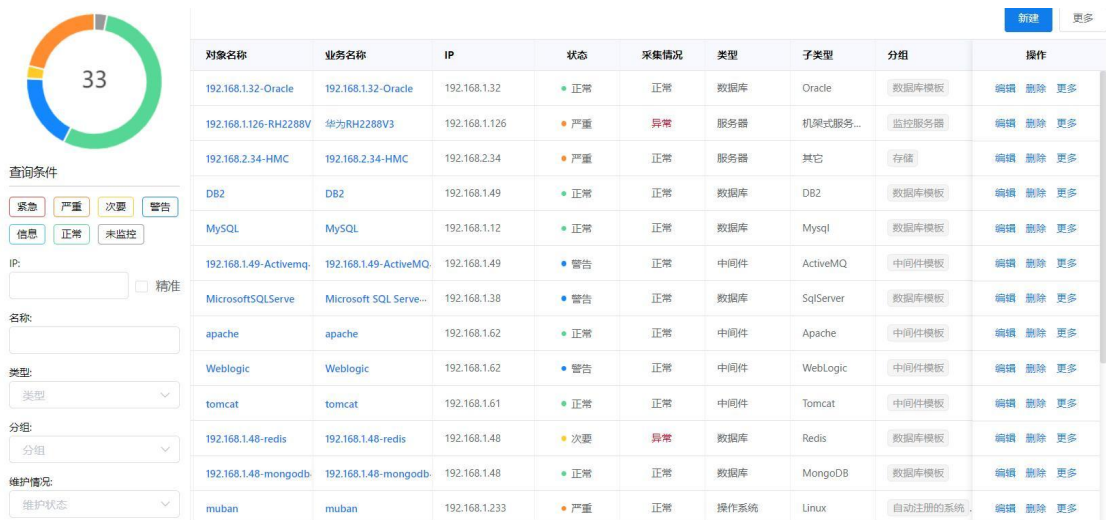 新建 更多
33
对象名称 业务名称 IP 状态 采集情况 类型 子类型 分组 操作
192.168.1.32-Oracle 192.168.1.32-Oracle 192.168.1.32 正常 正常 数据库 Oracle 数据库模板 编辑 删除 更多
192.168.1.126-RH2288V 华为RH2288V3 192.168.1.126 严重 异常 服务器 机架式服务... 监控服务器 编辑 删除 更多
192.168.2.34-HMC 192.168.2.34-HMC 192.168.2.34 严重 正常 服务器 其它 存储 编辑 删除 更多
DB2 DB2 192.168.1.49 正常 正常 数据库 DB2 数据库模板 编辑 删除 更多
MySQL MySQL 192.168.1.12 正常 正常 数据库 Mysql 数据库模板 编辑 删除 更多
192.168.1.49-Activemq- 192.168.1.49-ActiveMQ- 192.168.1.49 警告 正常 中间件 ActiveMQ 中间件模板 编辑 删除 更多
MicrosoftSQLServe Microsoft SQL Serve... 192.168.1.38 警告 正常 数据库 SqlServer 数据库模板 编辑 删除 更多
apache apache 192.168.1.62 正常 正常 中间件 Apache 中间件模板 编辑 删除 更多
Weblogic Weblogic 192.168.1.62 警告 正常 中间件 WebLogic 中间件模板 编辑 删除 更多
tomcat tomcat 192.168.1.61 正常 正常 中间件 Tomcat 中间件模板 编辑 删除 更多
192.168.1.48-redis 192.168.1.48-redis 192.168.1.48 次要 异常 数据库 Redis 数据库模板 编辑 删除 更多
192.168.1.48-mongodb- 192.168.1.48-mongodb- 192.168.1.48 正常 正常 数据库 MongoDB 数据库模板 编辑 删除 更多
muban muban 192.168.1.233 严重 正常 操作系统 Linux 自动注册的系统 . 编辑 删除 更多
查询条件
紧急 严重 次要 警告
信息 正常 未监控
IP:
精准
名称:
类型:
类型
分组:
分组
维护情况:
维护状态